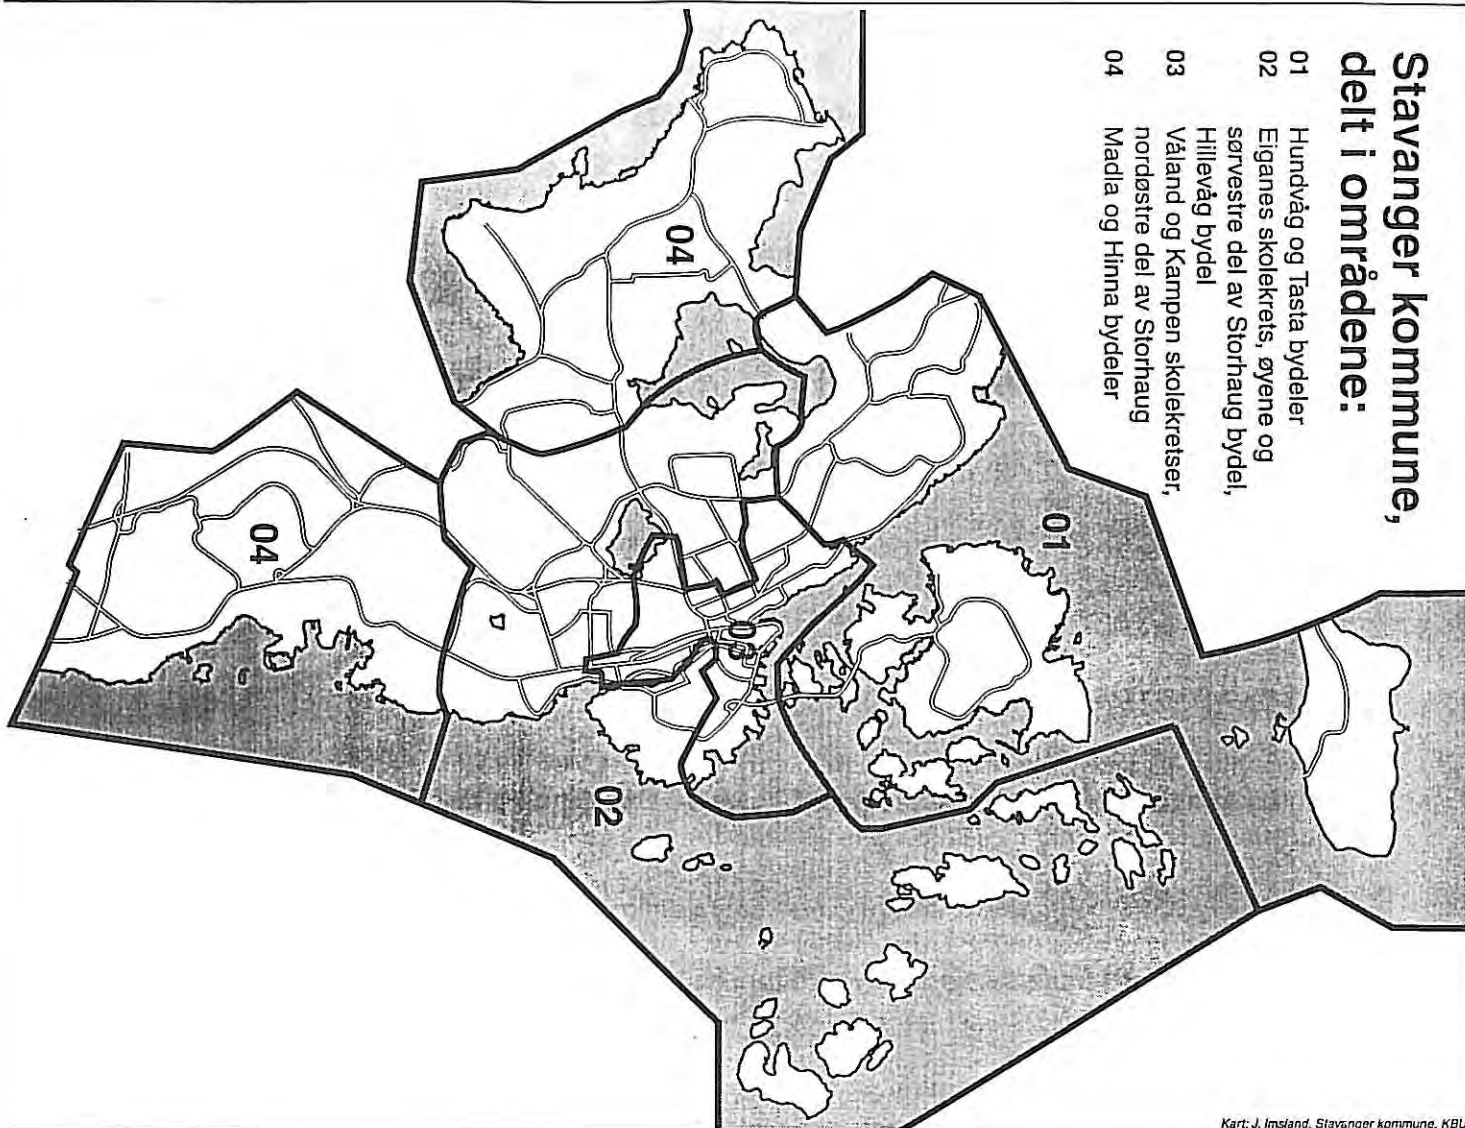 Stavanger kommune,
delt i områdene:
01 Hundvåg og Tasta bydeler
02 Eiganes skolekrets, øyene og
sørvestre del av Storhaug bydel,
Hillevåg bydel
03 Våland og Kampen skolekretser,
nordøstre del av Storhaug
04 Madla og Hinna bydeler
01
04
03
02
04
Kart: J. Imsland, Stavanger kommune, KBU